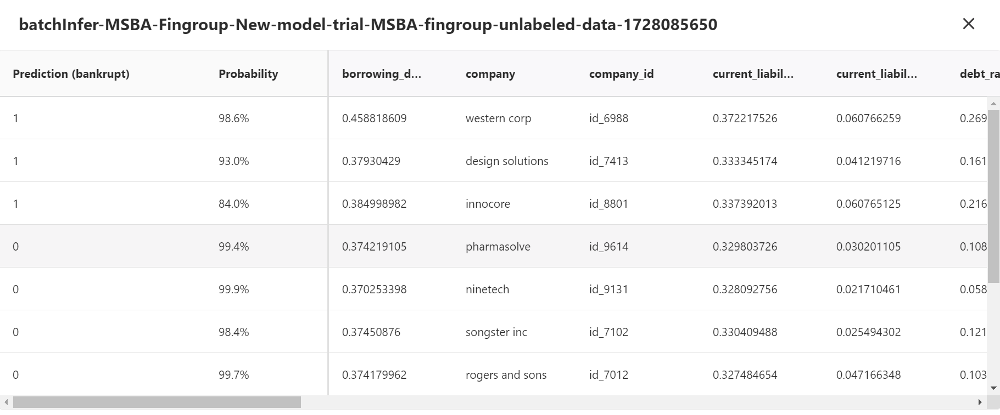 batchInfer-MSBA-Fingroup-New-model-trial-MSBA-fingroup-unlabeled-data-1728085650
Prediction (bankrupt) Probability borrowing_d... company company_id current_liabil... current_liabil... debt_ra
1 98.6% 0.458818609 western corp id_6988 0.372217526 0.060766259 0.269
1 93.0% 0.37930429 design solutions id_7413 0.333345174 0.041219716 0.161
1 84.0% 0.384998982 innocore id_8801 0.337392013 0.060765125 0.216
0 99.4% 0.374219105 pharmasolve id_9614 0.329803726 0.030201105 0.108
0 99.9% 0.370253398 ninetech id_9131 0.328092756 0.021710461 0.058
0 98.4% 0.37450876 songster inc id_7102 0.330409488 0.025494302 0.121
0 99.7% 0.374179962 rogers and sons id_7012 0.327484654 0.047166348 0.103